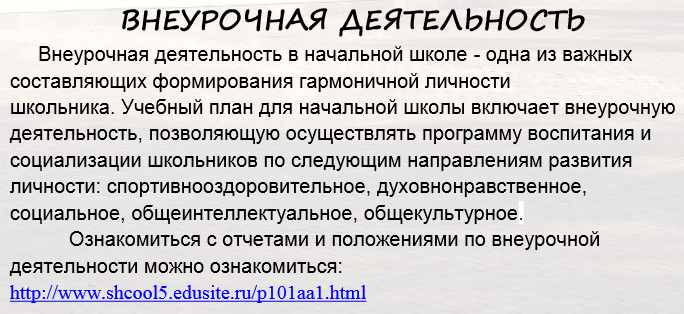 ВНЕУРОЧНАЯ ДЕЯТЕЛЬНОСТЬ
Внеурочная деятельность в начальной школе - одна из важных
составляющих формирования гармоничной личности
школьника. Учебный план для начальной школы включает внеурочную
деятельность, позволяющую осуществлять программу воспитания и
социализации школьников по следующим направлениям развития
личности: спортивнооздоровительное, духовнонравственное,
социальное, общеинтеллектуальное, общекультурное.
Ознакомиться с отчетами и положениями по внеурочной
деятельности можно ознакомиться:
http://www.shcool5.edusite.ru/p101aa1.html